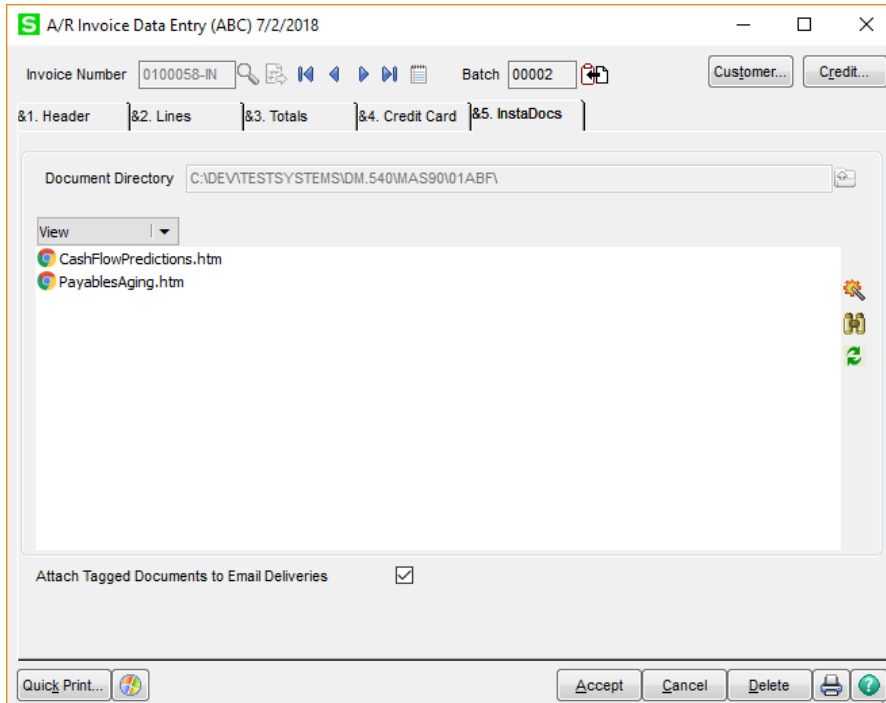 S A/R Invoice Data Entry (ABC) 7/2/2018
Invoice Number 0100058-IN Batch 00002 Customer... Credit...
&1. Header &2. Lines &3. Totals &4. Credit Card &5. InstaDocs
Document Directory C:\DEV\TESTSYSTEMS\DM.540\MAS90\01ABF\
View
CashFlowPredictions.htm
PayablesAging.htm
Attach Tagged Documents to Email Deliveries
Quick Print... Accept Cancel Delete ?